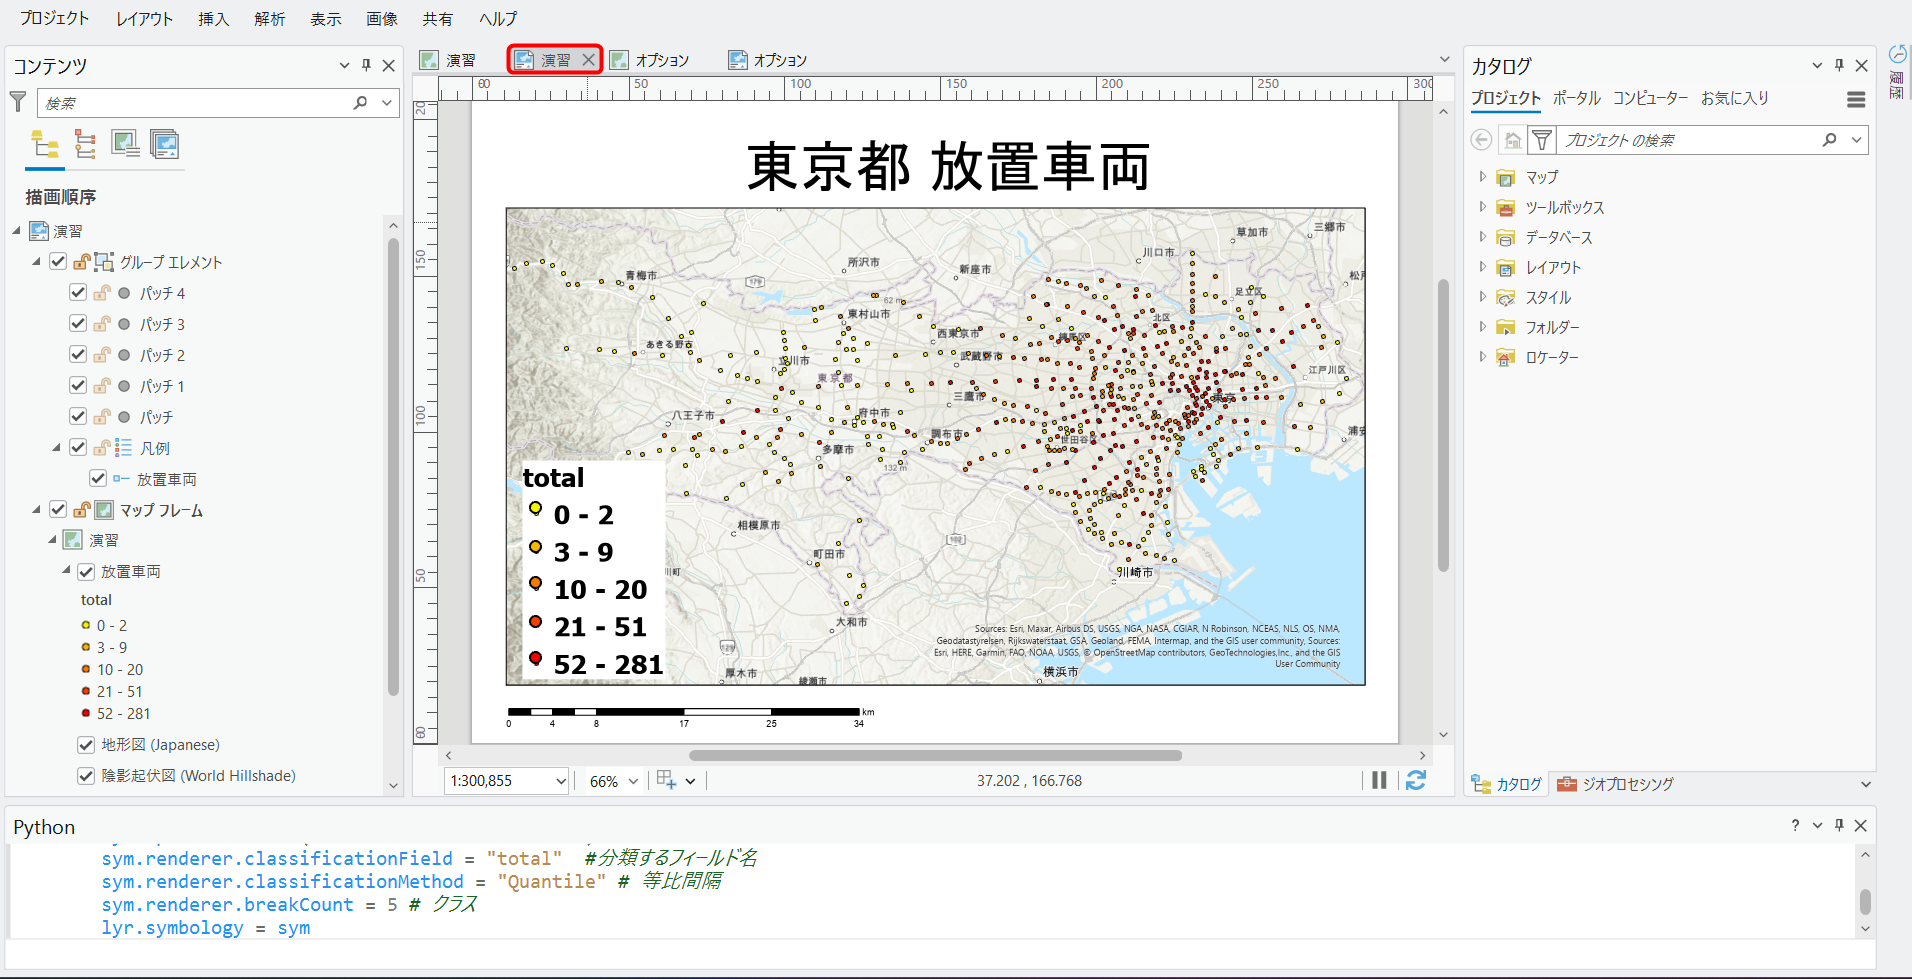 プロジェクト レイアウト 挿入 解析 表示 画像 共有 ヘルプ
コンテンツ
検索
描画順序
演習
グループ エレメント
パッチ 4
パッチ 3
パッチ 2
パッチ 1
パッチ
凡例
放置車両
マップ フレーム
演習
放置車両
total
0 - 2
3 - 9
10 - 20
21 - 51
52 - 281
地形図 (Japanese)
陰影起伏図 (World Hillshade)
演習 演習 オプション オプション
0 50 100 150 200 250 300
20
150
100
50
東京都 放置車両
三郷市
草加市
川口市
所沢市
新座市
青梅市
足立区
62 m
東村山市
北区
西東京市
練馬区
あきる野市
武蔵野市
立川市
江戸川区
東京都
三鷹市
東京
八王子市
府中市
調布市
世田谷区
多摩市
132 m
相模原市
町田市
川崎市
大和市
厚木市
綾瀬市
横浜市
total
0 - 2
3 - 9
10 - 20
21 - 51
52 - 281
Sources: Esri, Maxar, Airbus DS, USGS, NGA, NASA, CGIAR, N Robinson, NCEAS, NLS, OS, NMA,
Geodatastyrelsen, Rijkswaterstaat, GSA, Geoland, FEMA, Intermap, and the GIS user community, Sources:
Esri, HERE, Garmin, FAO, NOAA, USGS, © OpenStreetMap contributors, GeoTechnologies,Inc., and the GIS
User Community
km
0 4 8 17 25 34
1:300,855 66% 37.202 , 166.768
カタログ
プロジェクト ポータル コンピューター お気に入り
プロジェクト の検索
マップ
ツールボックス
データベース
レイアウト
スタイル
フォルダー
ロケーター
カタログ ジオプロセシング
履歴
Python
sym.renderer.classificationField = "total" #分類するフィールド名
sym.renderer.classificationMethod = "Quantile" # 等比間隔
sym.renderer.breakCount = 5 # クラス
lyr.symbology = sym